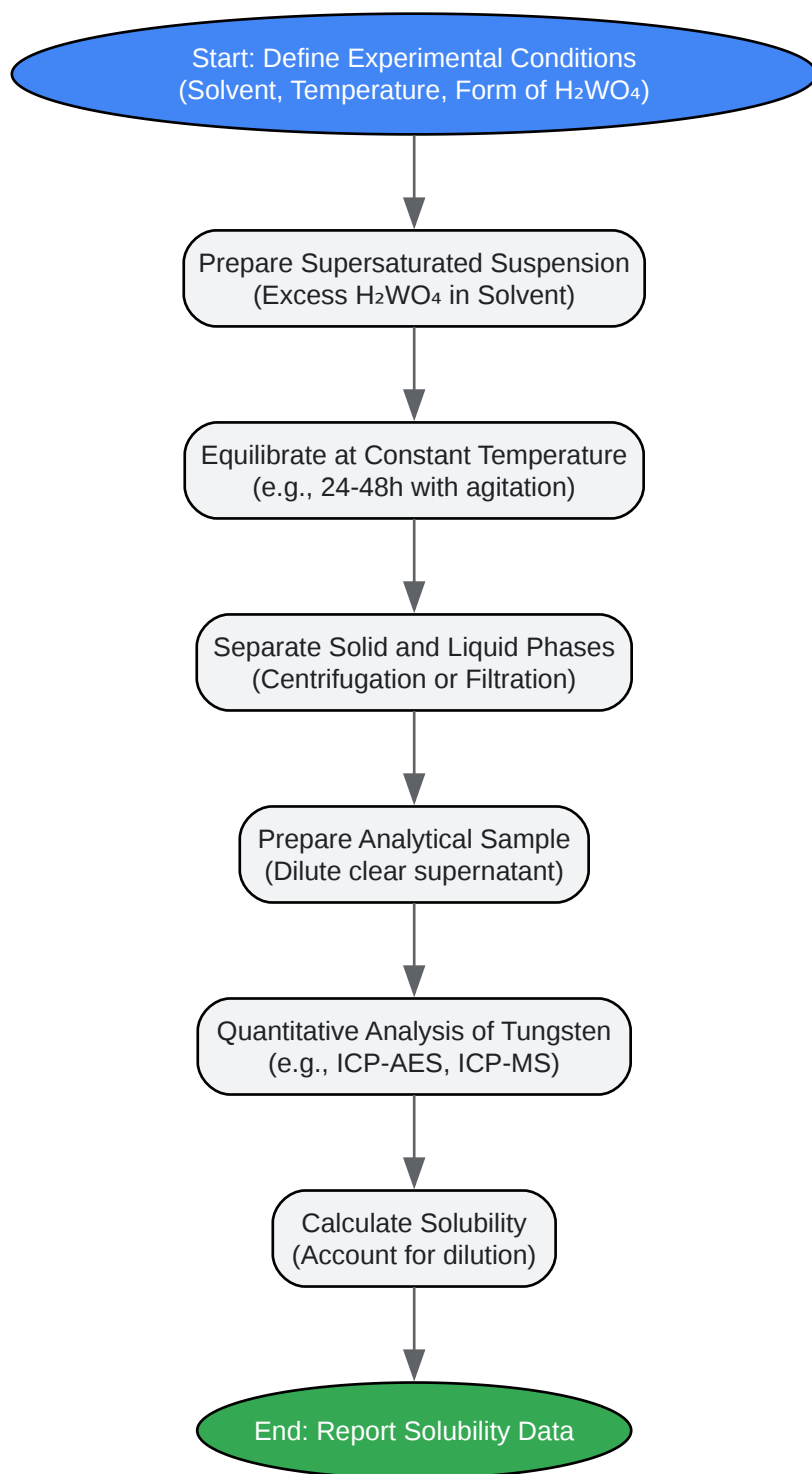 Start: Define Experimental Conditions
(Solvent, Temperature, Form of H₂WO₄)
Prepare Supersaturated Suspension
(Excess H₂WO₄ in Solvent)
Equilibrate at Constant Temperature
(e.g., 24-48h with agitation)
Separate Solid and Liquid Phases
(Centrifugation or Filtration)
Prepare Analytical Sample
(Dilute clear supernatant)
Quantitative Analysis of Tungsten
(e.g., ICP-AES, ICP-MS)
Calculate Solubility
(Account for dilution)
End: Report Solubility Data